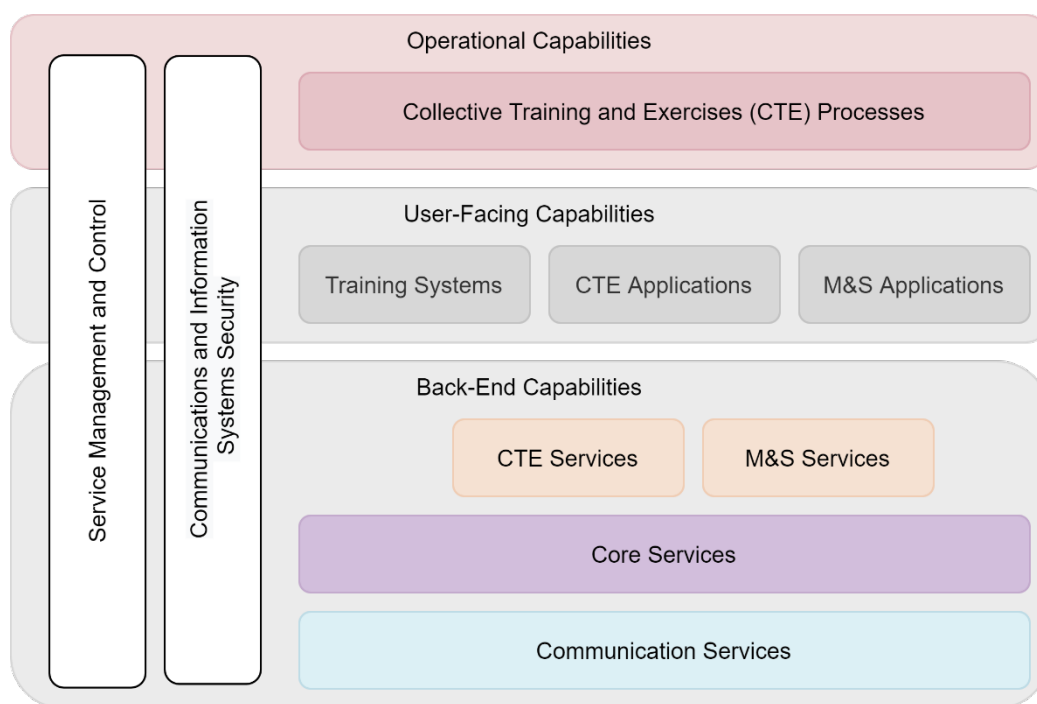 Operational Capabilities
Collective Training and Exercises (CTE) Processes
Service Management and Control
Communications and Information
Systems Security
User-Facing Capabilities
Training Systems
CTE Applications
M&S Applications
Back-End Capabilities
CTE Services
M&S Services
Core Services
Communication Services